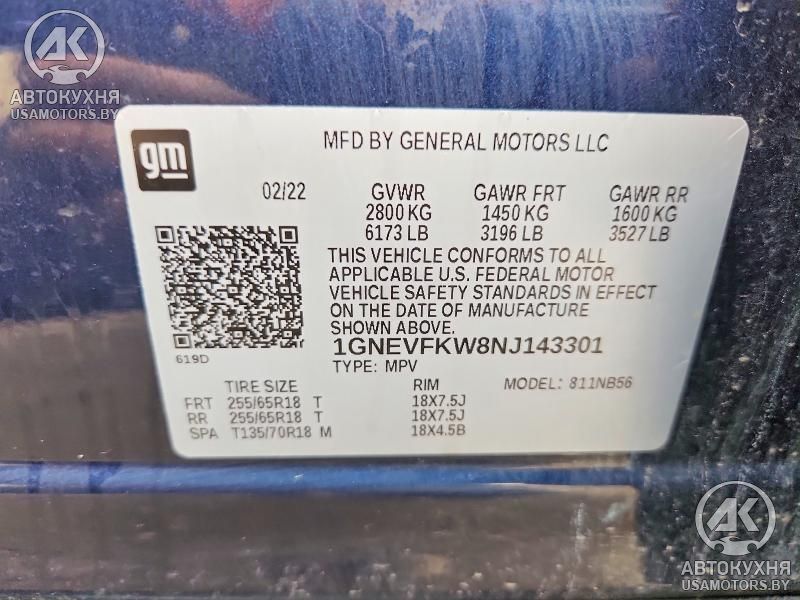 AK
АВТОКУХНЯ
USAMOTORS.BY
gm
MFD BY GENERAL MOTORS LLC
02/22 GVWR GAWR FRT GAWR RR
2800 KG 1450 KG 1600 KG
6173 LB 3196 LB 3527 LB
THIS VEHICLE CONFORMS TO ALL
APPLICABLE U.S. FEDERAL MOTOR
VEHICLE SAFETY STANDARDS IN EFFECT
ON THE DATE OF MANUFACTURE
SHOWN ABOVE.
1GNEVFKW8NJ143301
619D
TYPE: MPV MODEL: 811NB56
TIRE SIZE RIM
FRT 255/65R18 T 18X7.5J
RR 255/65R18 T 18X7.5J
SPA T135/70R18 M 18X4.5B
AK
АВТОКУХНЯ
USAMOTORS.BY